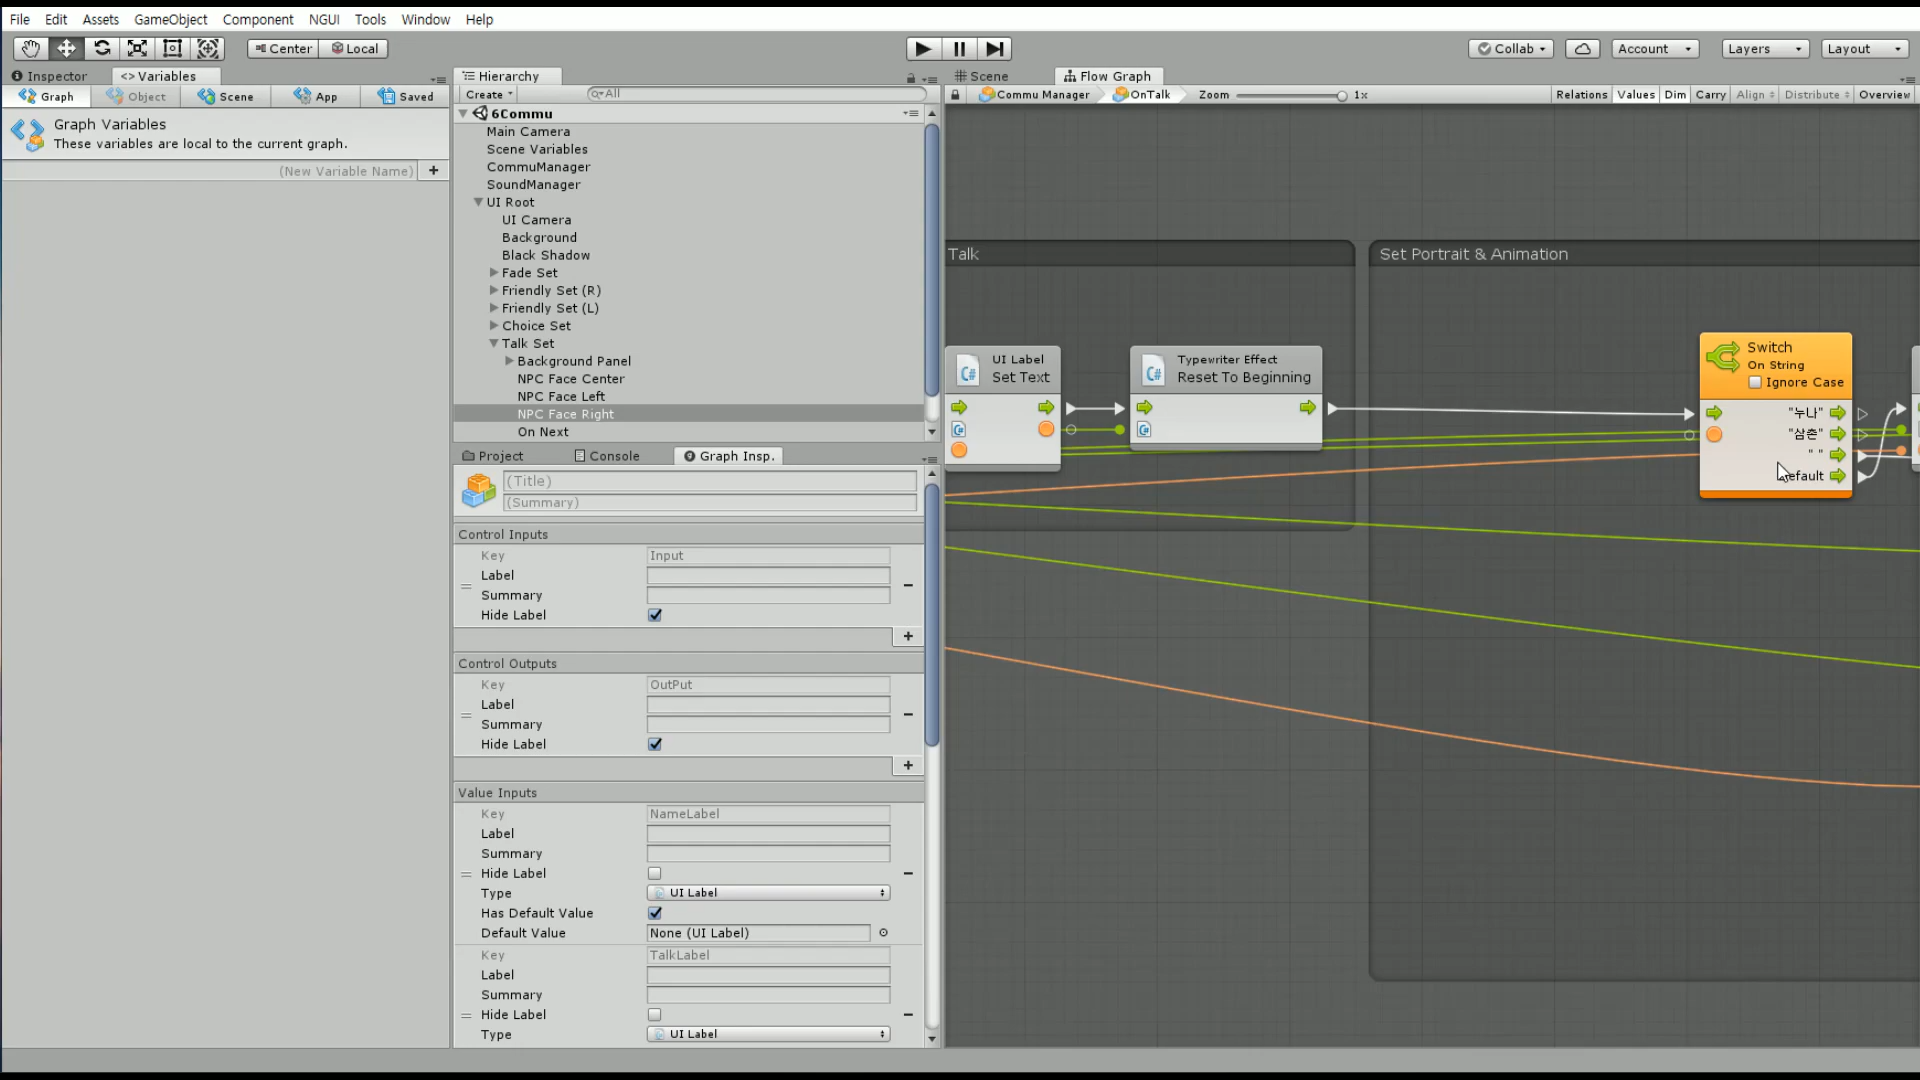 File Edit Assets GameObject Component NGUI Tools Window Help
Center Local
Collab Account Layers Layout
Inspector <> Variables
Graph Object Scene App Saved
Graph Variables
These variables are local to the current graph.
(New Variable Name) +
Hierarchy
Create All
6Commu
Main Camera
Scene Variables
CommuManager
SoundManager
UI Root
UI Camera
Background
Black Shadow
Fade Set
Friendly Set (R)
Friendly Set (L)
Choice Set
Talk Set
Background Panel
NPC Face Center
NPC Face Left
NPC Face Right
On Next
Project Console Graph Insp.
(Title)
(Summary)
Control Inputs
Key Input
Label
Summary
Hide Label
Control Outputs
Key OutPut
Label
Summary
Hide Label
Value Inputs
Key NameLabel
Label
Summary
Hide Label
Type UI Label
Has Default Value
Default Value None (UI Label)
Key TalkLabel
Label
Summary
Hide Label
Type UI Label
Scene Flow Graph
Commu Manager OnTalk Zoom 1x Relations Values Dim Carry Align Distribute Overview
Talk
Set Portrait & Animation
UI Label
Set Text
Typewriter Effect
Reset To Beginning
Switch
On String
Ignore Case
"누나"
"삼촌"
" "
efault